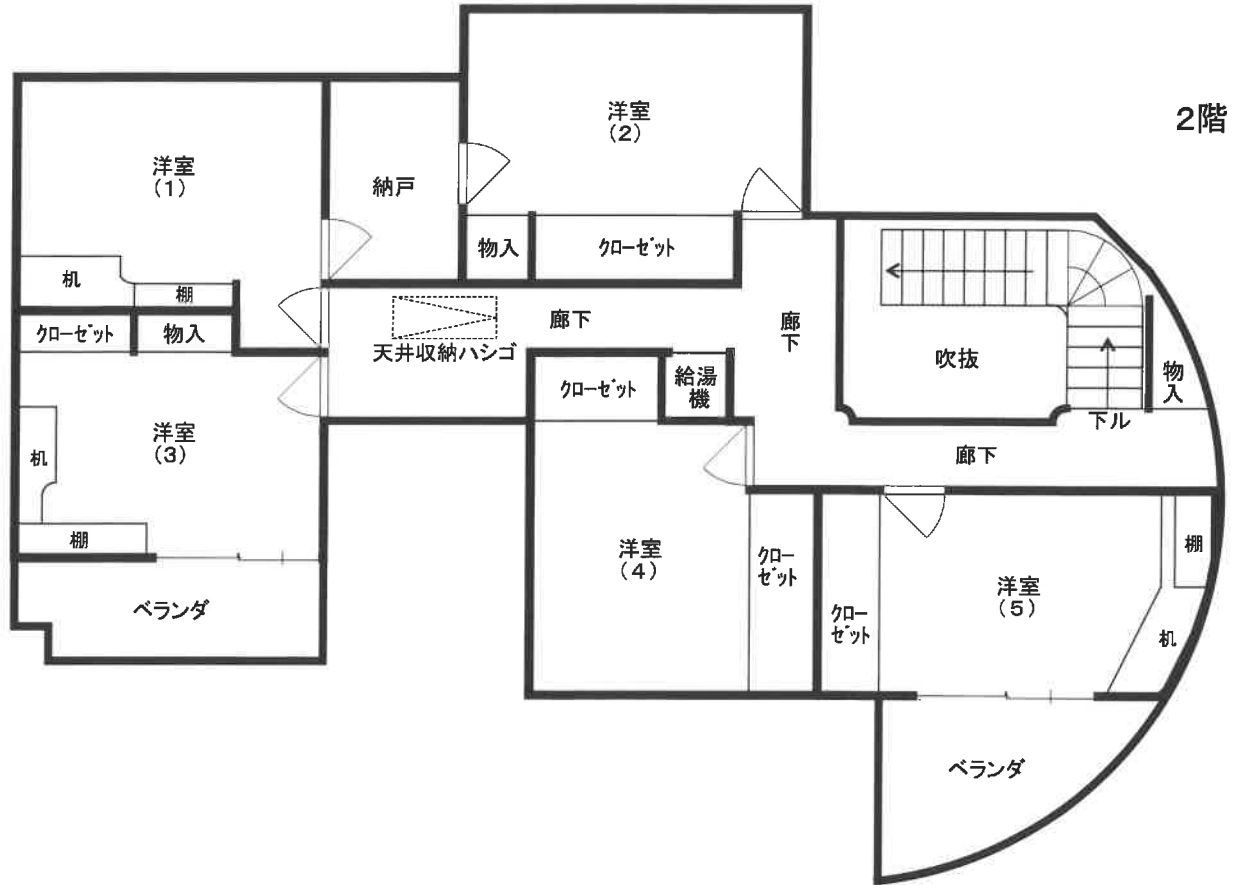 2階
洋室
(1)
納戸
洋室
(2)
机
棚
物入
クローゼット
クローゼット
物入
天井収納ハシゴ
廊下
廊
下
吹抜
物
入
下ル
クローゼット
給湯
機
廊下
洋室
(3)
机
棚
ベランダ
洋室
(4)
クロー
ゼット
クロー
ゼット
洋室
(5)
棚
机
ベランダ